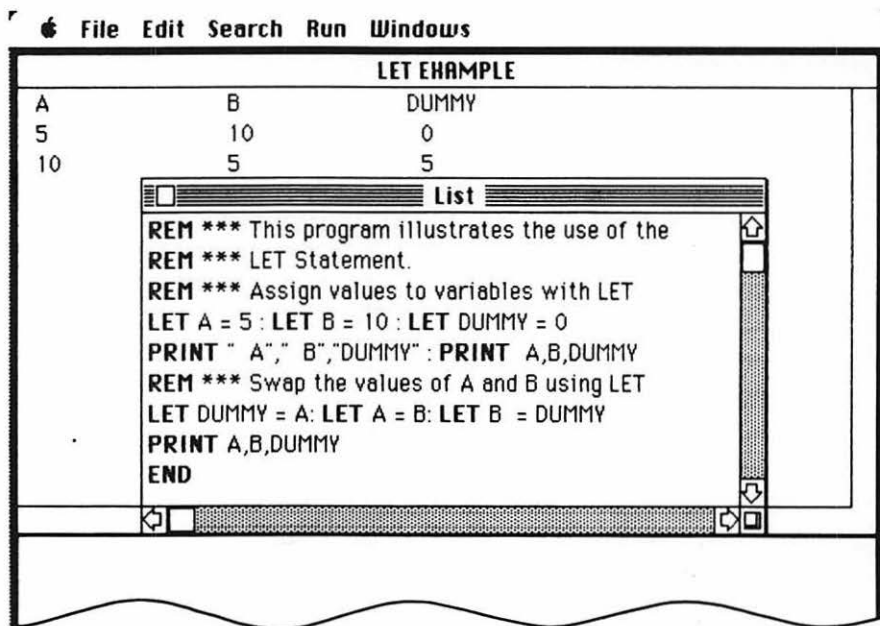 File Edit Search Run Windows
LET EXAMPLE
A B DUMMY
5 10 0
10 5 5
List
REM *** This program illustrates the use of the
REM *** LET Statement.
REM *** Assign values to variables with LET
LET A = 5 : LET B = 10 : LET DUMMY = 0
PRINT " A"," B","DUMMY" : PRINT A,B,DUMMY
REM *** Swap the values of A and B using LET
LET DUMMY = A: LET A = B: LET B = DUMMY
PRINT A,B,DUMMY
END